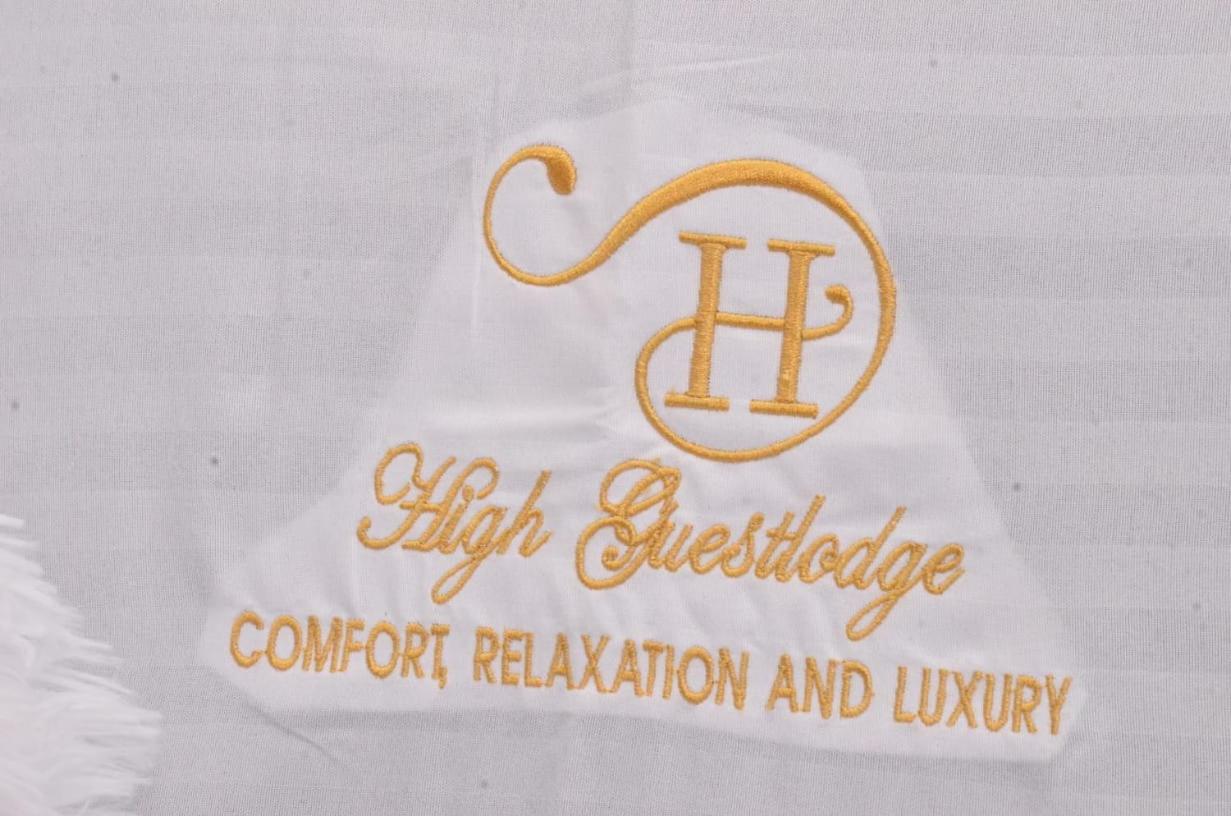 H
High Guestlodge
COMFORT, RELAXATION AND LUXURY